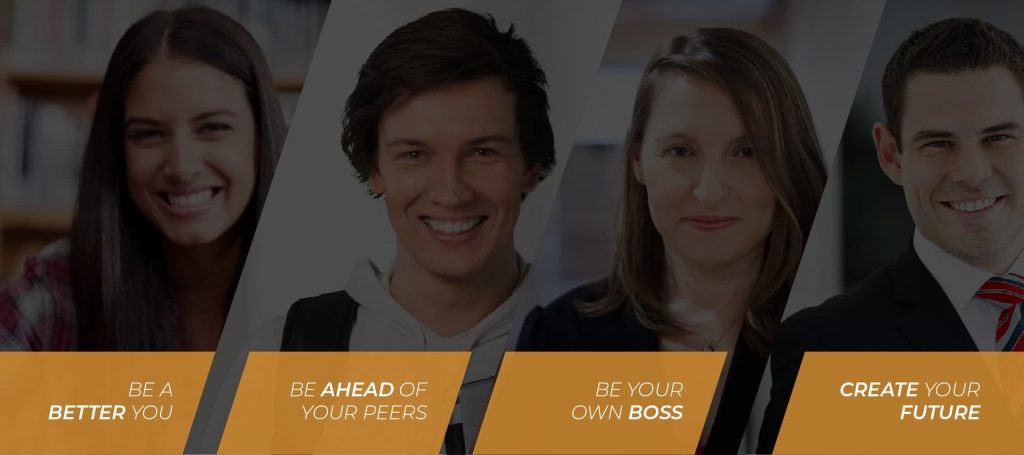 BE A
BETTER YOU
BE AHEAD OF
YOUR PEERS
BE YOUR
OWN BOSS
CREATE YOUR
FUTURE